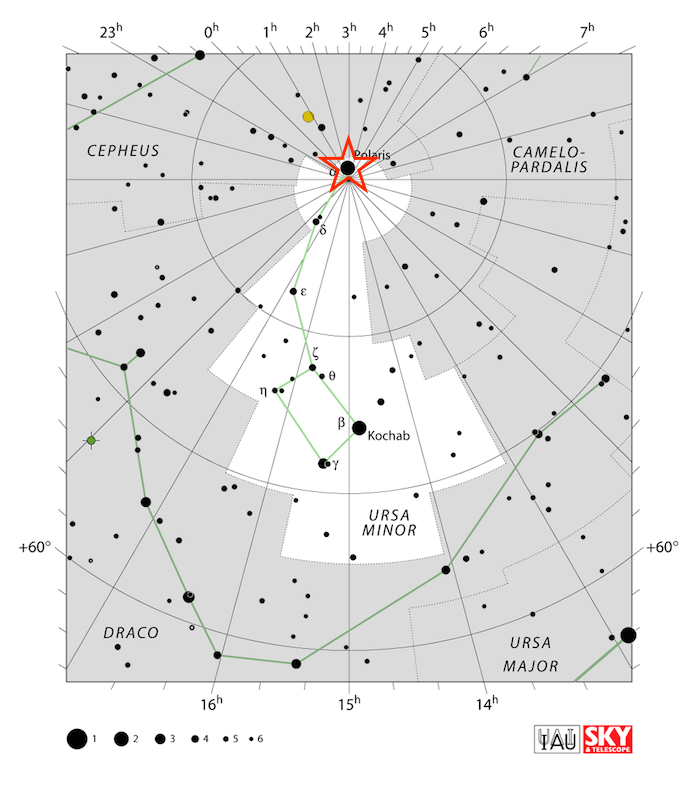 23ʰ 0ʰ 1ʰ 2ʰ 3ʰ 4ʰ 5ʰ 6ʰ 7ʰ
Polaris
α
CEPHEUS
CAMELO-
PARDALIS
δ
ε
ζ
θ
η
β
Kochab
γ
URSA
MINOR
+60° +60°
DRACO
URSA
MAJOR
16ʰ 15ʰ 14ʰ
1 2 3 4 5 6
IAU
SKY
& TELESCOPE